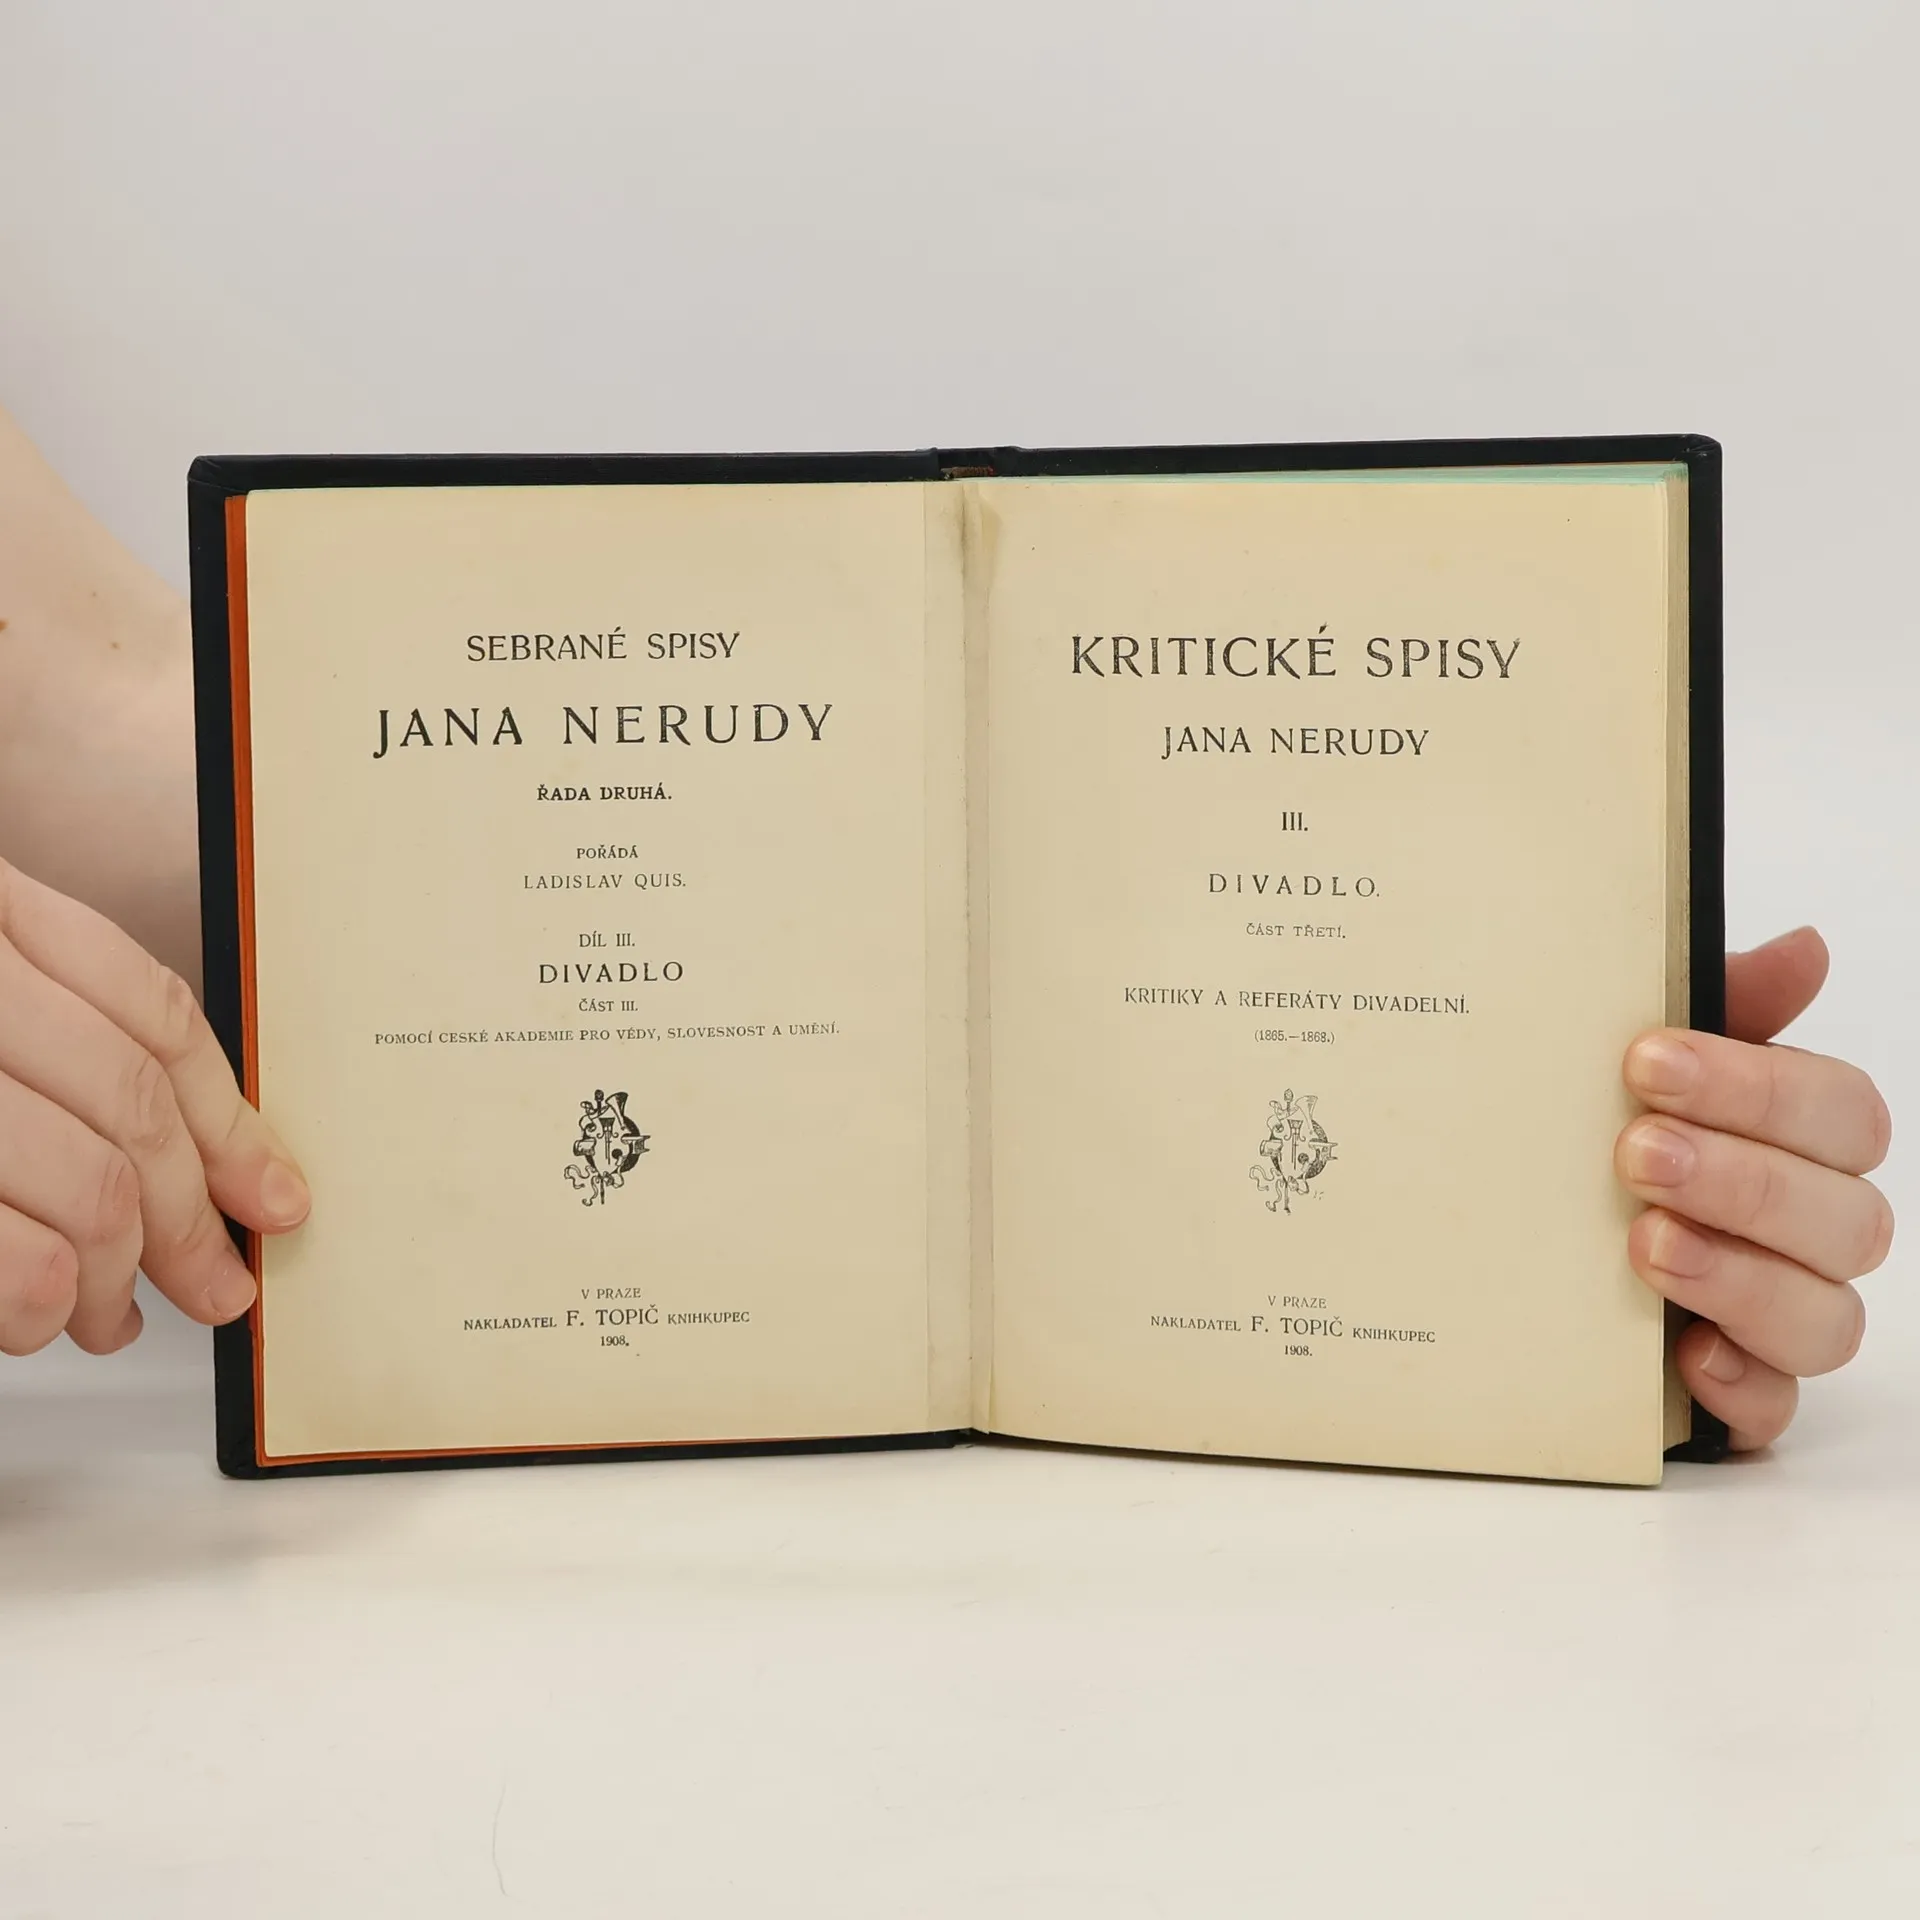 SEBRANÉ SPISY
JANA NERUDY
ŘADA DRUHÁ.
POŘÁDÁ
LADISLAV QUIS.
DÍL III.
DIVADLO
ČÁST III.
POMOCÍ CESKÉ AKADEMIE PRO VĚDY, SLOVESNOST A UMĚNÍ.
V PRAZE
NAKLADATEL F. TOPIČ KNIHKUPEC
1908.
KRITICKÉ SPISY
JANA NERUDY
III.
DIVADLO.
ČÁST TŘETÍ.
KRITIKY A REFERÁTY DIVADELNÍ.
(1865.—1868.)
V PRAZE
NAKLADATEL F. TOPIČ KNIHKUPEC
1908.